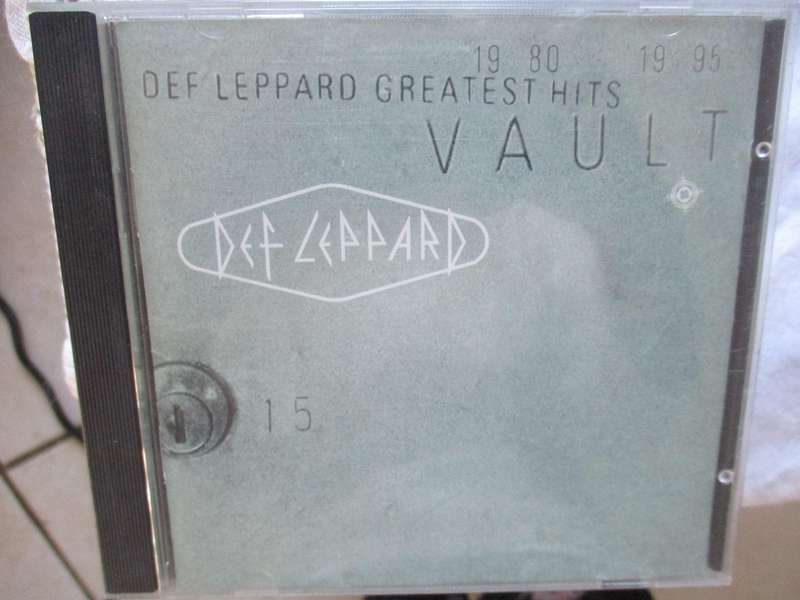 19 80 19 95
DEF LEPPARD GREATEST HITS
VAULT
DEF LEPPARD
15